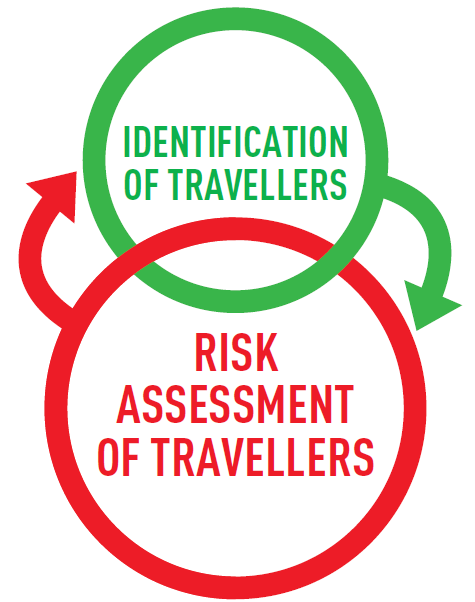 IDENTIFICATION
OF TRAVELLERS
RISK
ASSESSMENT
OF TRAVELLERS